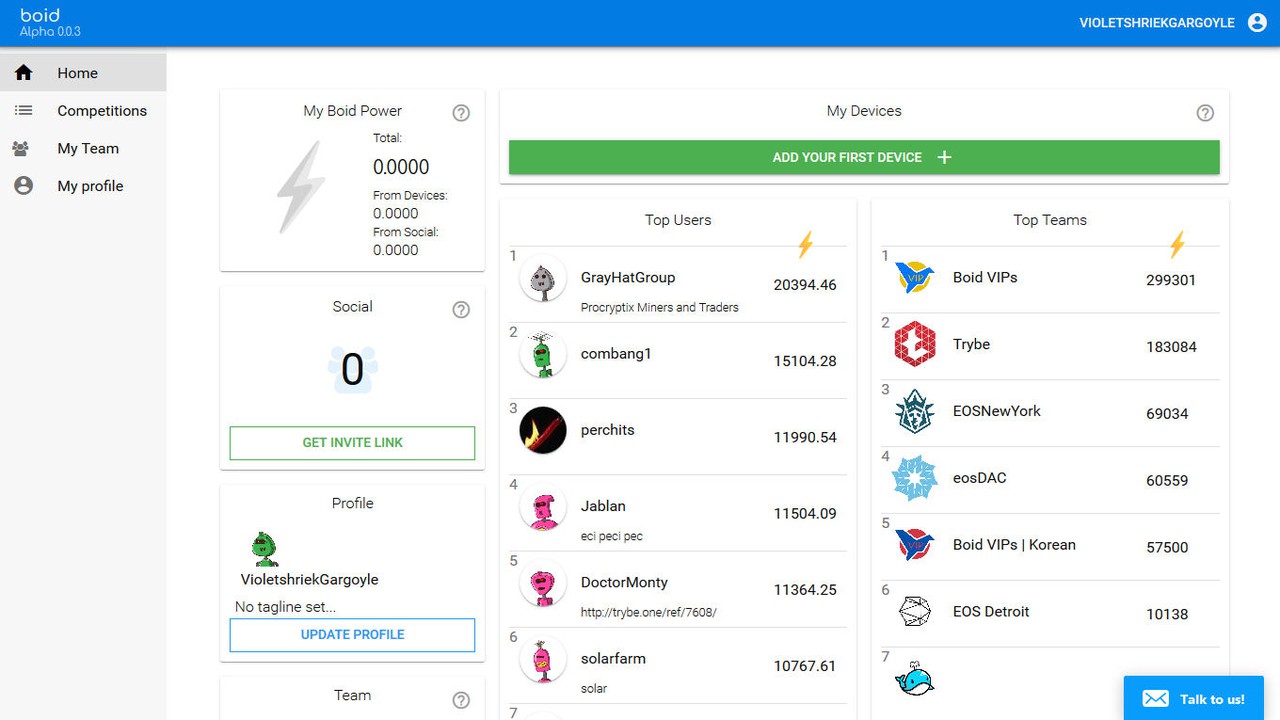 boid
Alpha 0.0.3
VIOLETSHRIEKGARGOYLE
Home
Competitions
My Team
My profile
My Boid Power
Total:
0.0000
From Devices:
0.0000
From Social:
0.0000
Social
0
GET INVITE LINK
Profile
VioletshriekGargoyle
No tagline set...
UPDATE PROFILE
Team
My Devices
ADD YOUR FIRST DEVICE +
Top Users
1
GrayHatGroup
20394.46
Procryptix Miners and Traders
2
combang1
15104.28
3
perchits
11990.54
4
Jablan
11504.09
eci peci pec
5
DoctorMonty
11364.25
http://trybe.one/ref/7608/
6
solarfarm
10767.61
solar
7
Top Teams
1
VIP
Boid VIPs
299301
2
Trybe
183084
3
EOSNewYork
69034
4
eosDAC
60559
5
VIP
Boid VIPs | Korean
57500
6
EOS Detroit
10138
7
Talk to us!